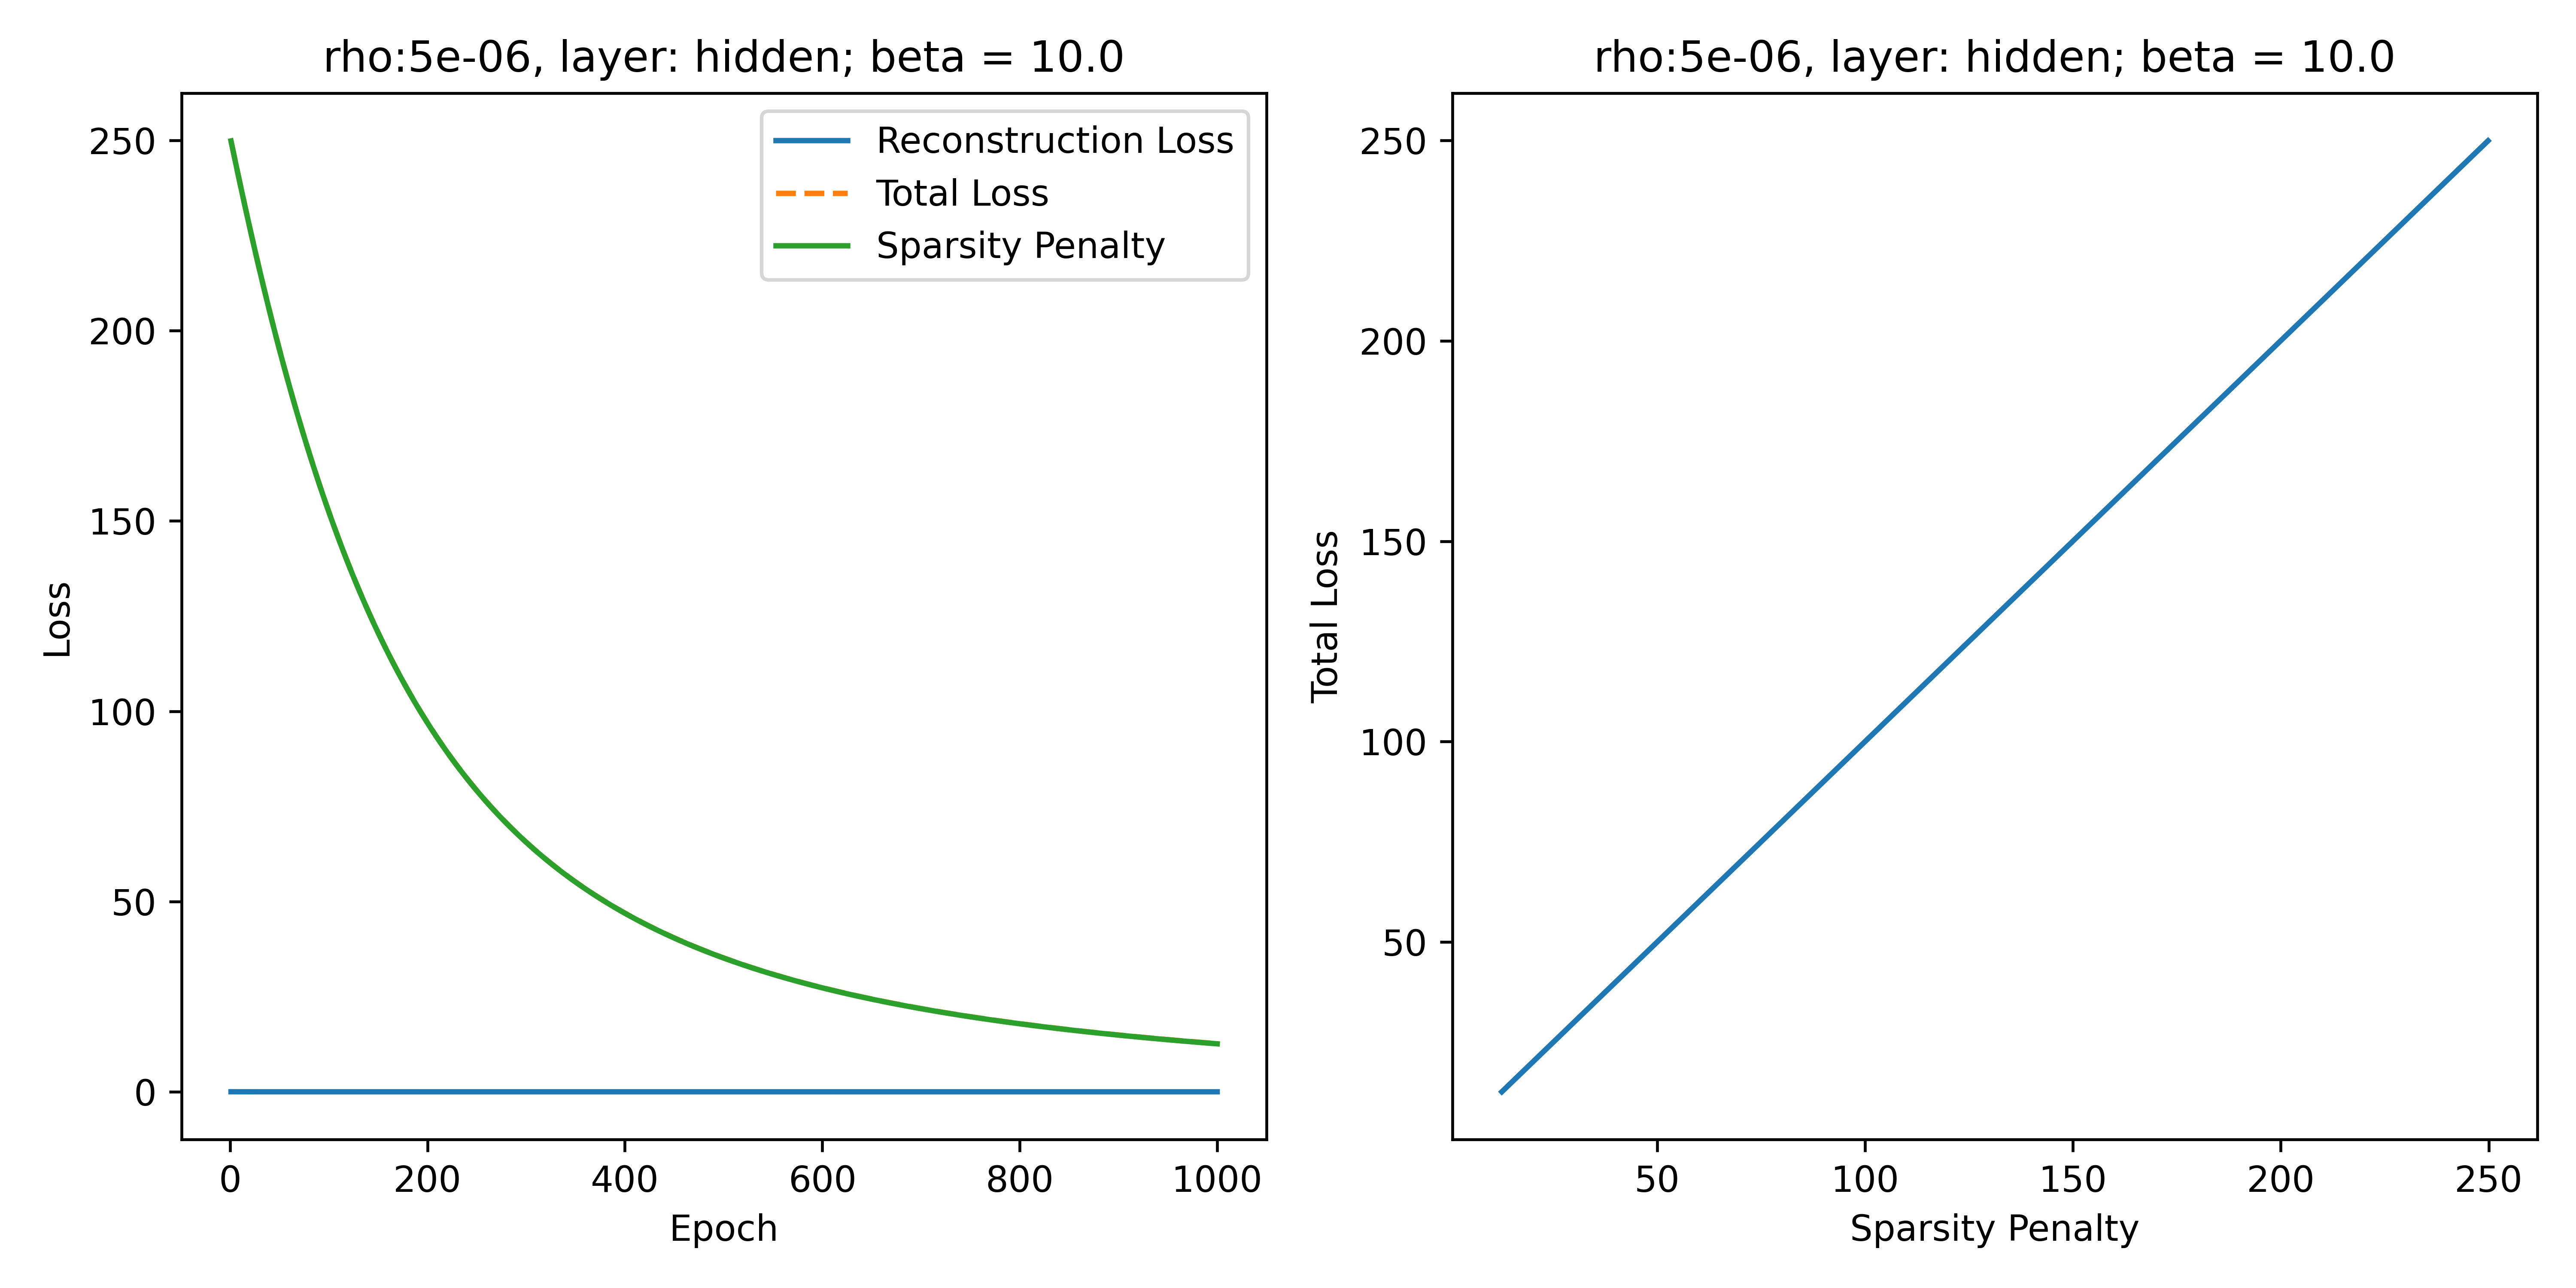 rho:5e-06, layer: hidden; beta = 10.0
Loss
250
200
150
100
50
0
Reconstruction Loss
Total Loss
Sparsity Penalty
0 200 400 600 800 1000
Epoch
rho:5e-06, layer: hidden; beta = 10.0
Total Loss
250
200
150
100
50
50 100 150 200 250
Sparsity Penalty